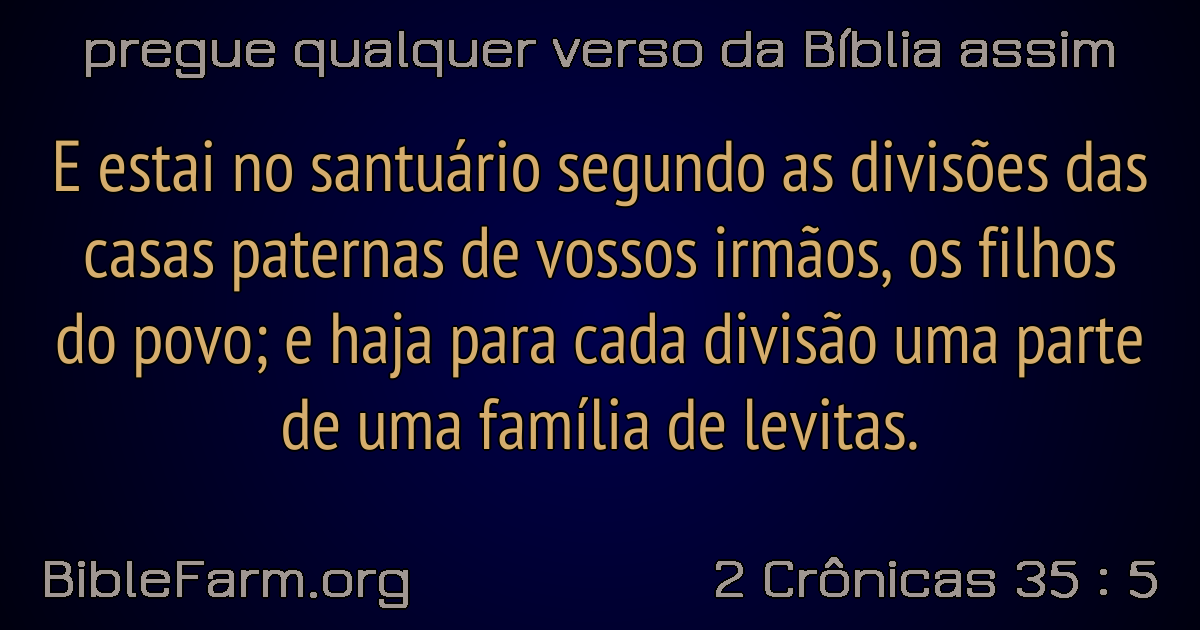 pregue qualquer verso da Bíblia assim
E estai no santuário segundo as divisões das
casas paternas de vossos irmãos, os filhos
do povo; e haja para cada divisão uma parte
de uma família de levitas.
BibleFarm.org
2 Crônicas 35 : 5